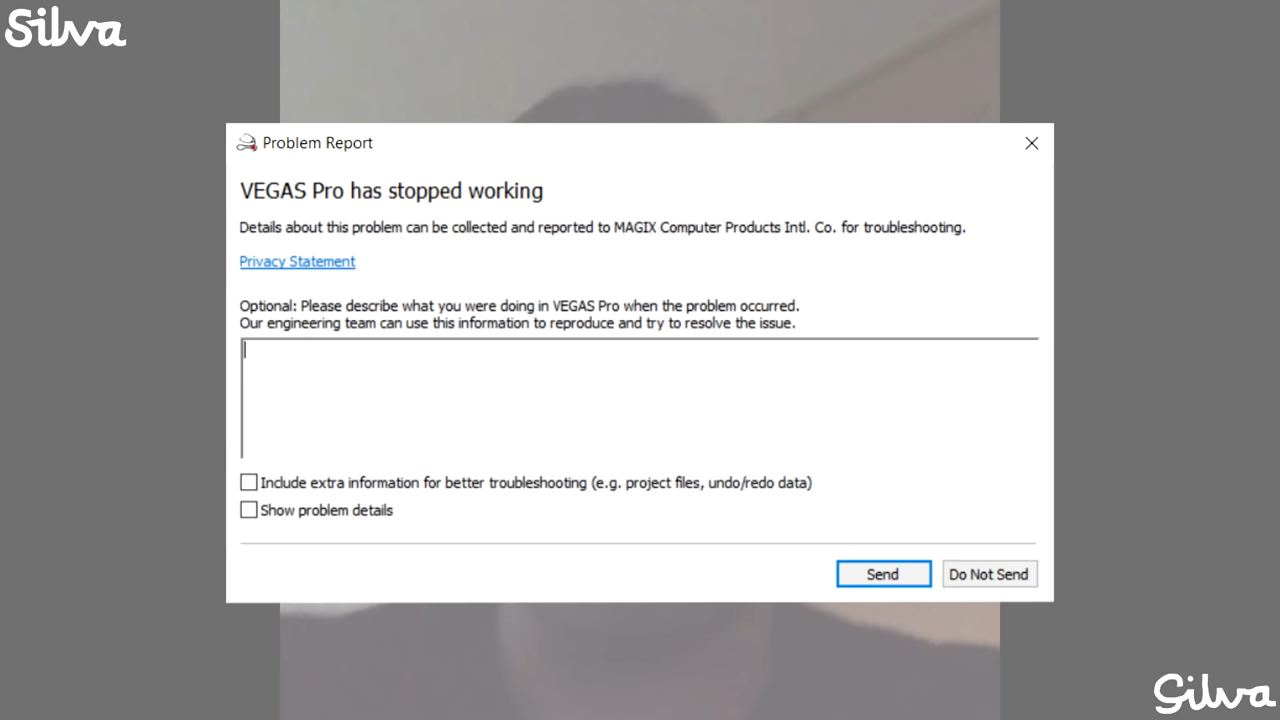 Silva
Problem Report
VEGAS Pro has stopped working
Details about this problem can be collected and reported to MAGIX Computer Products Intl. Co. for troubleshooting.
Privacy Statement
Optional: Please describe what you were doing in VEGAS Pro when the problem occurred.
Our engineering team can use this information to reproduce and try to resolve the issue.
Include extra information for better troubleshooting (e.g. project files, undo/redo data)
Show problem details
Send
Do Not Send
Silva